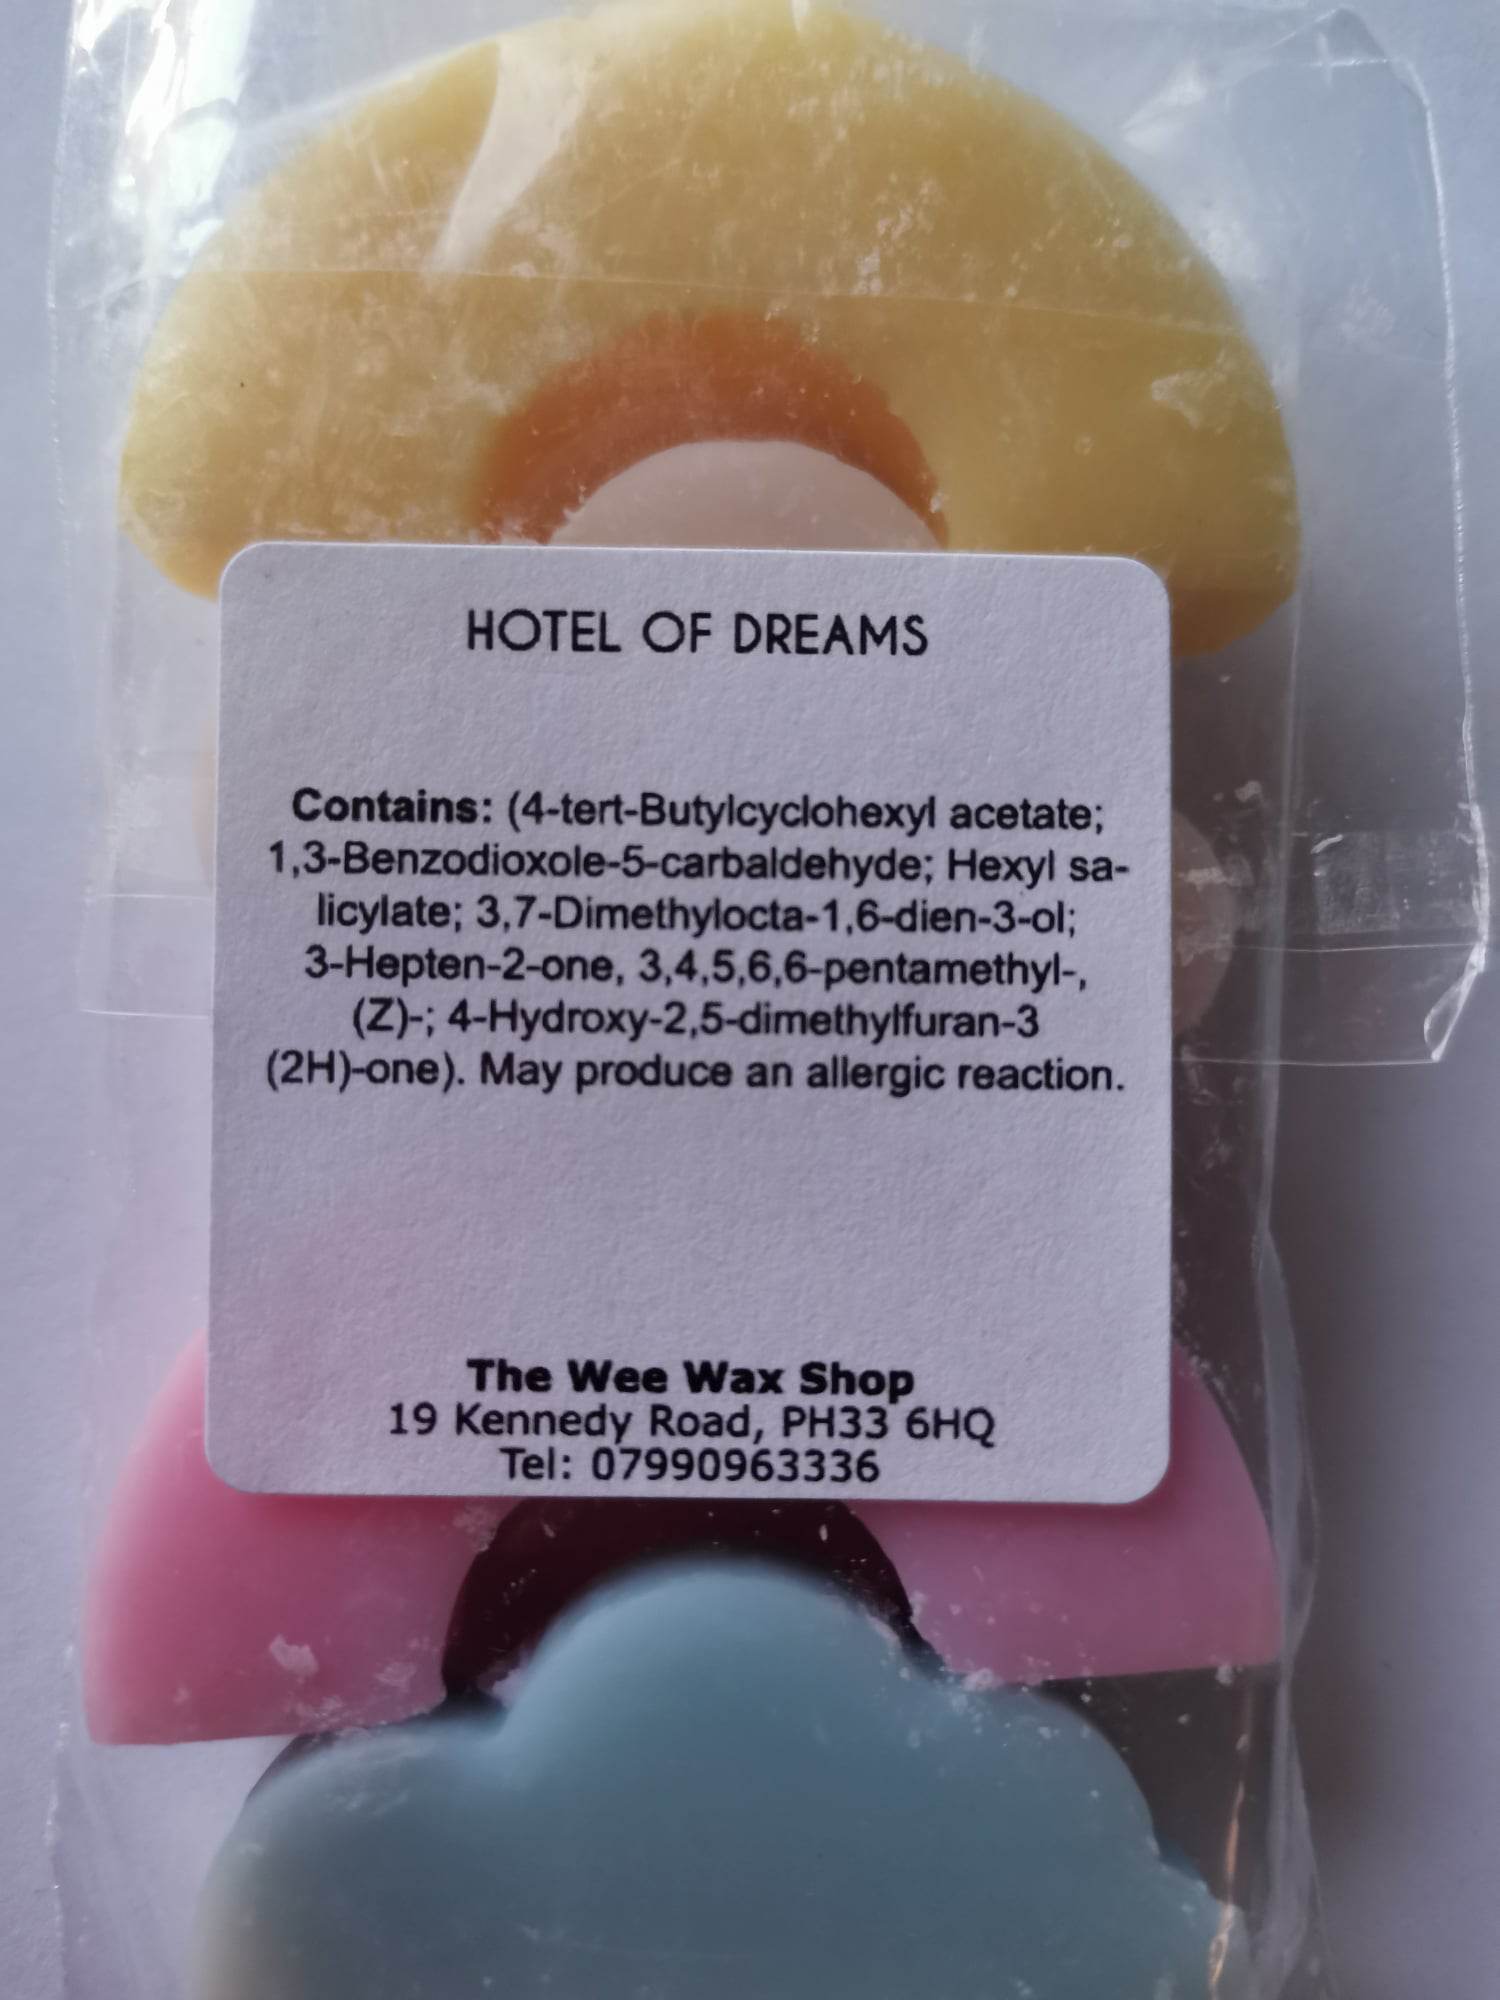 HOTEL OF DREAMS
Contains: (4-tert-Butylcyclohexyl acetate;
1,3-Benzodioxole-5-carbaldehyde; Hexyl sa-
licylate; 3,7-Dimethylocta-1,6-dien-3-ol;
3-Hepten-2-one, 3,4,5,6,6-pentamethyl-,
(Z)-; 4-Hydroxy-2,5-dimethylfuran-3
(2H)-one). May produce an allergic reaction.
The Wee Wax Shop
19 Kennedy Road, PH33 6HQ
Tel: 07990963336